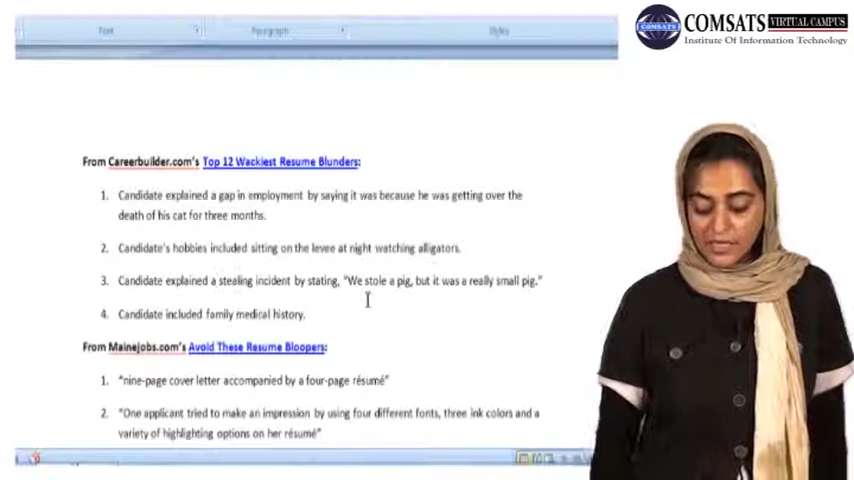 Font
Paragraph
Styles
COMSATS
COMSATS VIRTUAL CAMPUS
Institute Of Information Technology
From Careerbuilder.com's Top 12 Wackiest Resume Blunders:
1. Candidate explained a gap in employment by saying it was because he was getting over the
death of his cat for three months.
2. Candidate's hobbies included sitting on the levee at night watching alligators.
3. Candidate explained a stealing incident by stating, "We stole a pig, but it was a really small pig."
4. Candidate included family medical history.
From Mainejobs.com's Avoid These Resume Bloopers:
1. "nine-page cover letter accompanied by a four-page résumé"
2. "One applicant tried to make an impression by using four different fonts, three ink colors and a
variety of highlighting options on her résumé"